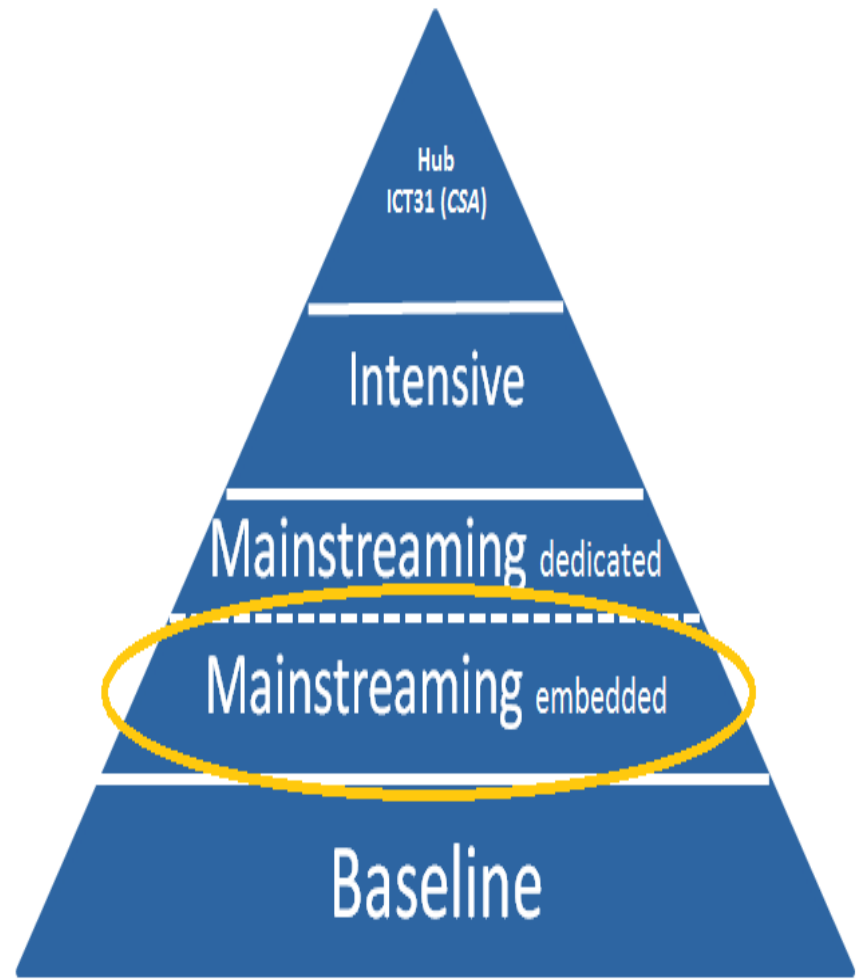 Hub
ICT31 (CSA)
Intensive
Mainstreaming dedicated
Mainstreaming embedded
Baseline